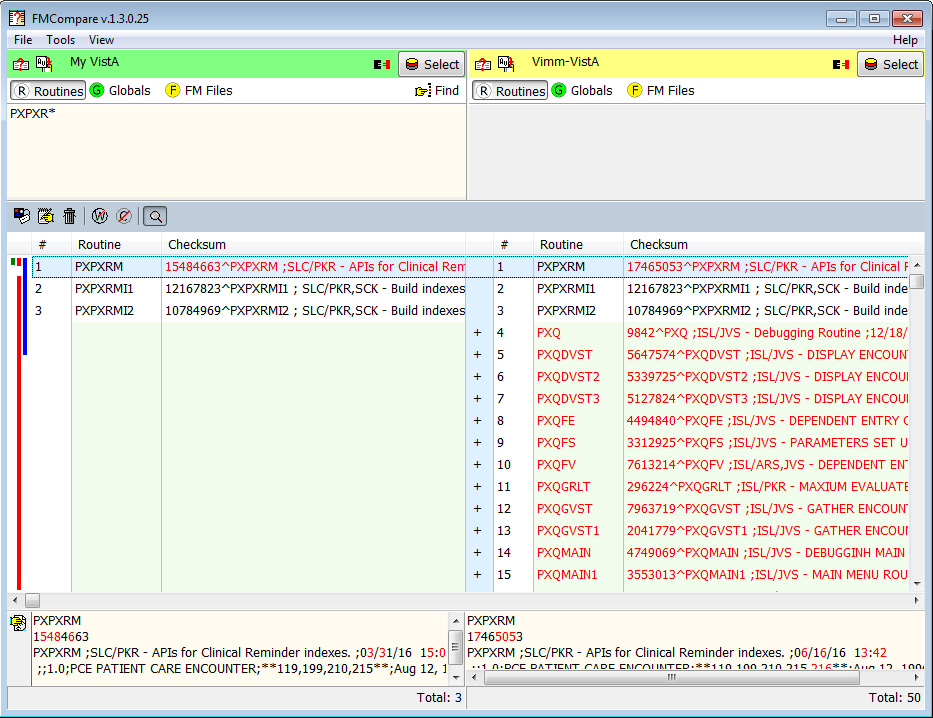 FMCompare v.1.3.0.25
File Tools View Help
My VistA Select Vimm-VistA Select
R Routines G Globals F FM Files Find R Routines G Globals F FM Files
PXPXR*
# Routine Checksum # Routine Checksum
1 PXPXRM 15484663^PXPXRM ;SLC/PKR - APIs for Clinical Rem 1 PXPXRM 17465053^PXPXRM ;SLC/PKR - APIs for Clinical
2 PXPXRMI1 12167823^PXPXRMI1 ; SLC/PKR,SCK - Build indexes 2 PXPXRMI1 12167823^PXPXRMI1 ; SLC/PKR,SCK - Build inde
3 PXPXRMI2 10784969^PXPXRMI2 ; SLC/PKR,SCK - Build indexes 3 PXPXRMI2 10784969^PXPXRMI2 ; SLC/PKR,SCK - Build inde
+ 4 PXQ 9842^PXQ ;ISL/JVS - Debugging Routine ;12/18/
+ 5 PXQDVST 5647574^PXQDVST ;ISL/JVS - DISPLAY ENCOUN
+ 6 PXQDVST2 5339725^PXQDVST2 ;ISL/JVS - DISPLAY ENCOU
+ 7 PXQDVST3 5127824^PXQDVST3 ;ISL/JVS - DISPLAY ENCOU
+ 8 PXQFE 4494840^PXQFE ;ISL/JVS - DEPENDENT ENTRY
+ 9 PXQFS 3312925^PXQFS ;ISL/JVS - PARAMETERS SET U
+ 10 PXQFV 7613214^PXQFV ;ISL/ARS,JVS - DEPENDENT ENT
+ 11 PXQGRLT 296224^PXQGRLT ;ISL/PKR - MAXIUM EVALUATE
+ 12 PXQGVST 7963719^PXQGVST ;ISL/JVS - GATHER ENCOUN
+ 13 PXQGVST1 2041779^PXQGVST1 ;ISL/JVS - GATHER ENCOU
+ 14 PXQMAIN 4749069^PXQMAIN ;ISL/JVS - DEBUGGINH MAIN
+ 15 PXQMAIN1 3553013^PXQMAIN1 ;ISL/JVS - MAIN MENU ROU
PXPXRM PXPXRM
15484663 17465053
PXPXRM ;SLC/PKR - APIs for Clinical Reminder indexes. ;03/31/16 15:0 PXPXRM ;SLC/PKR - APIs for Clinical Reminder indexes. ;06/16/16 13:42
;;1.0;PCE PATIENT CARE ENCOUNTER;**119,199,210,215**;Aug 12, 1 ;;1.0;PCE PATIENT CARE ENCOUNTER;**119,199,210,215,216**;Aug 12, 199
Total: 3 Total: 50